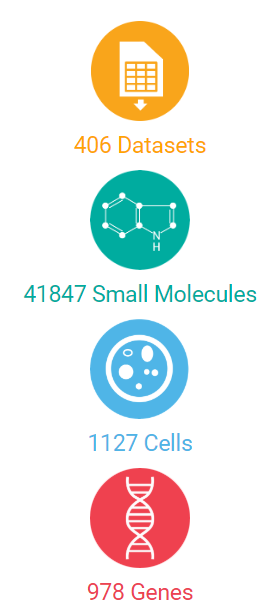 406 Datasets
N
H
41847 Small Molecules
1127 Cells
978 Genes